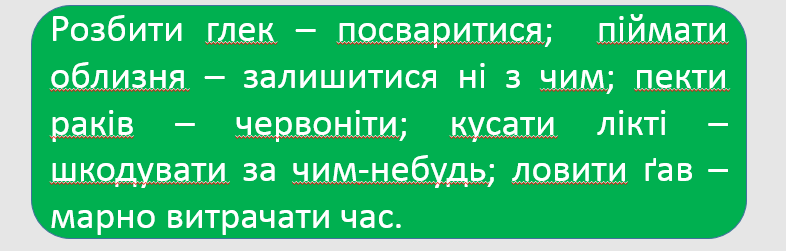 Розбити глек – посваритися; піймати
облизня – залишитися ні з чим; пекти
раків – червоніти; кусати лікті –
шкодувати за чим-небудь; ловити ґав –
марно витрачати час.